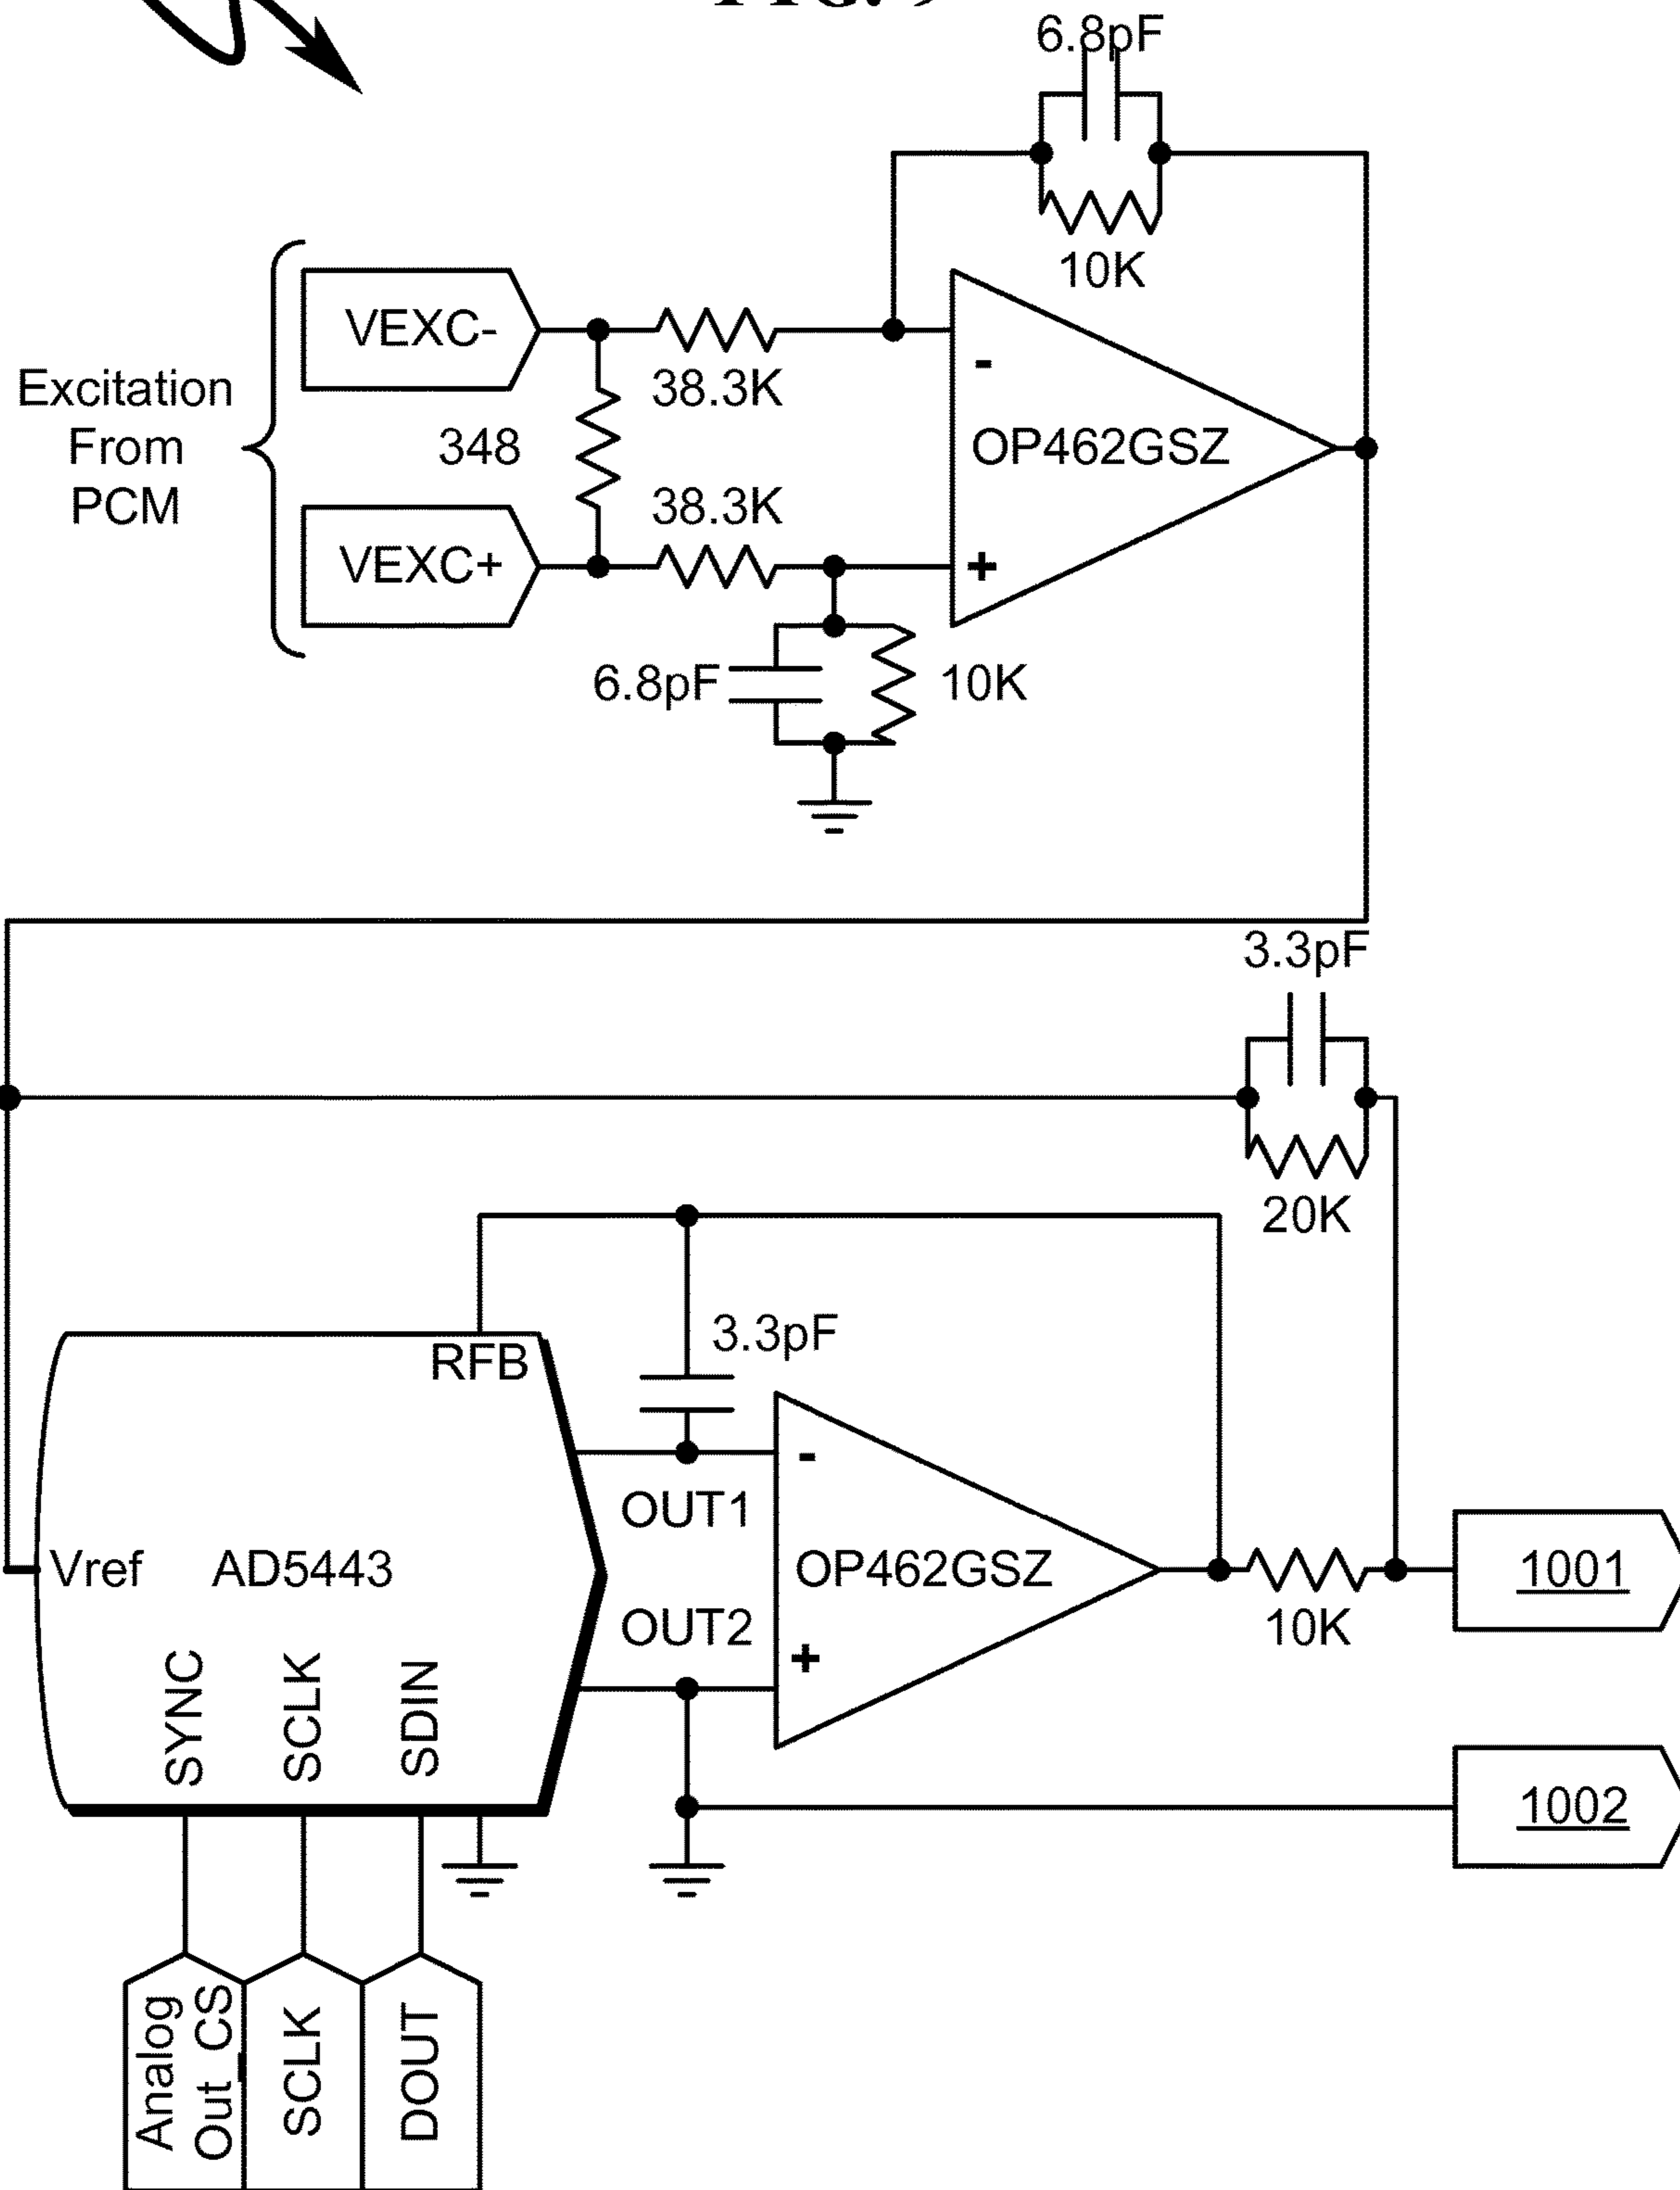 6.8pF
10K
VEXC-
38.3K
Excitation
From
PCM
348
-
OP462GSZ
38.3K
VEXC+
+
6.8pF
10K
3.3pF
20K
RFB
3.3pF
-
OUT1
Vref
AD5443
OP462GSZ
1001
10K
OUT2
+
SYNC
SCLK
SDIN
1002
Analog
Out_CS
SCLK
DOUT